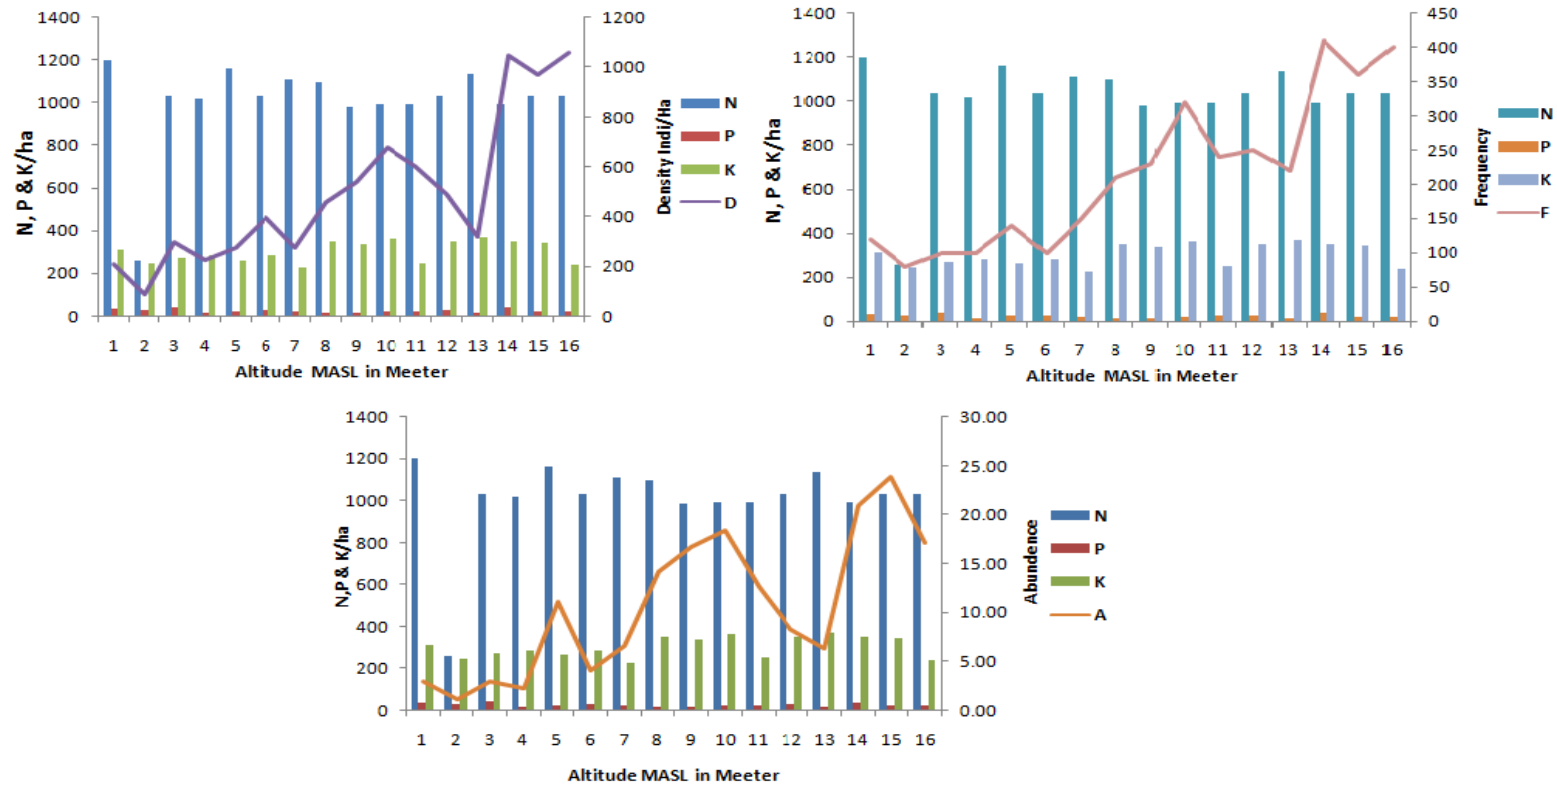 1400 1200
1200 1000
1000 800
800 600
600 400
400 200
200 0
0
N, P & K/ha
Density Indi/Ha
N
P
K
D
1 2 3 4 5 6 7 8 9 10 11 12 13 14 15 16
Altitude MASL in Meeter
1400 450
1200 400
1000 350
800 300
600 250
400 200
200 150
0 100
50
0
N, P & K/ha
Frequency
N
P
K
F
1 2 3 4 5 6 7 8 9 10 11 12 13 14 15 16
Altitude MASL in Meeter
1400 30.00
1200 25.00
1000 20.00
800 15.00
600 10.00
400 5.00
200 0.00
0
N,P & K/ha
Abundence
N
P
K
A
1 2 3 4 5 6 7 8 9 10 11 12 13 14 15 16
Altitude MASL in Meeter